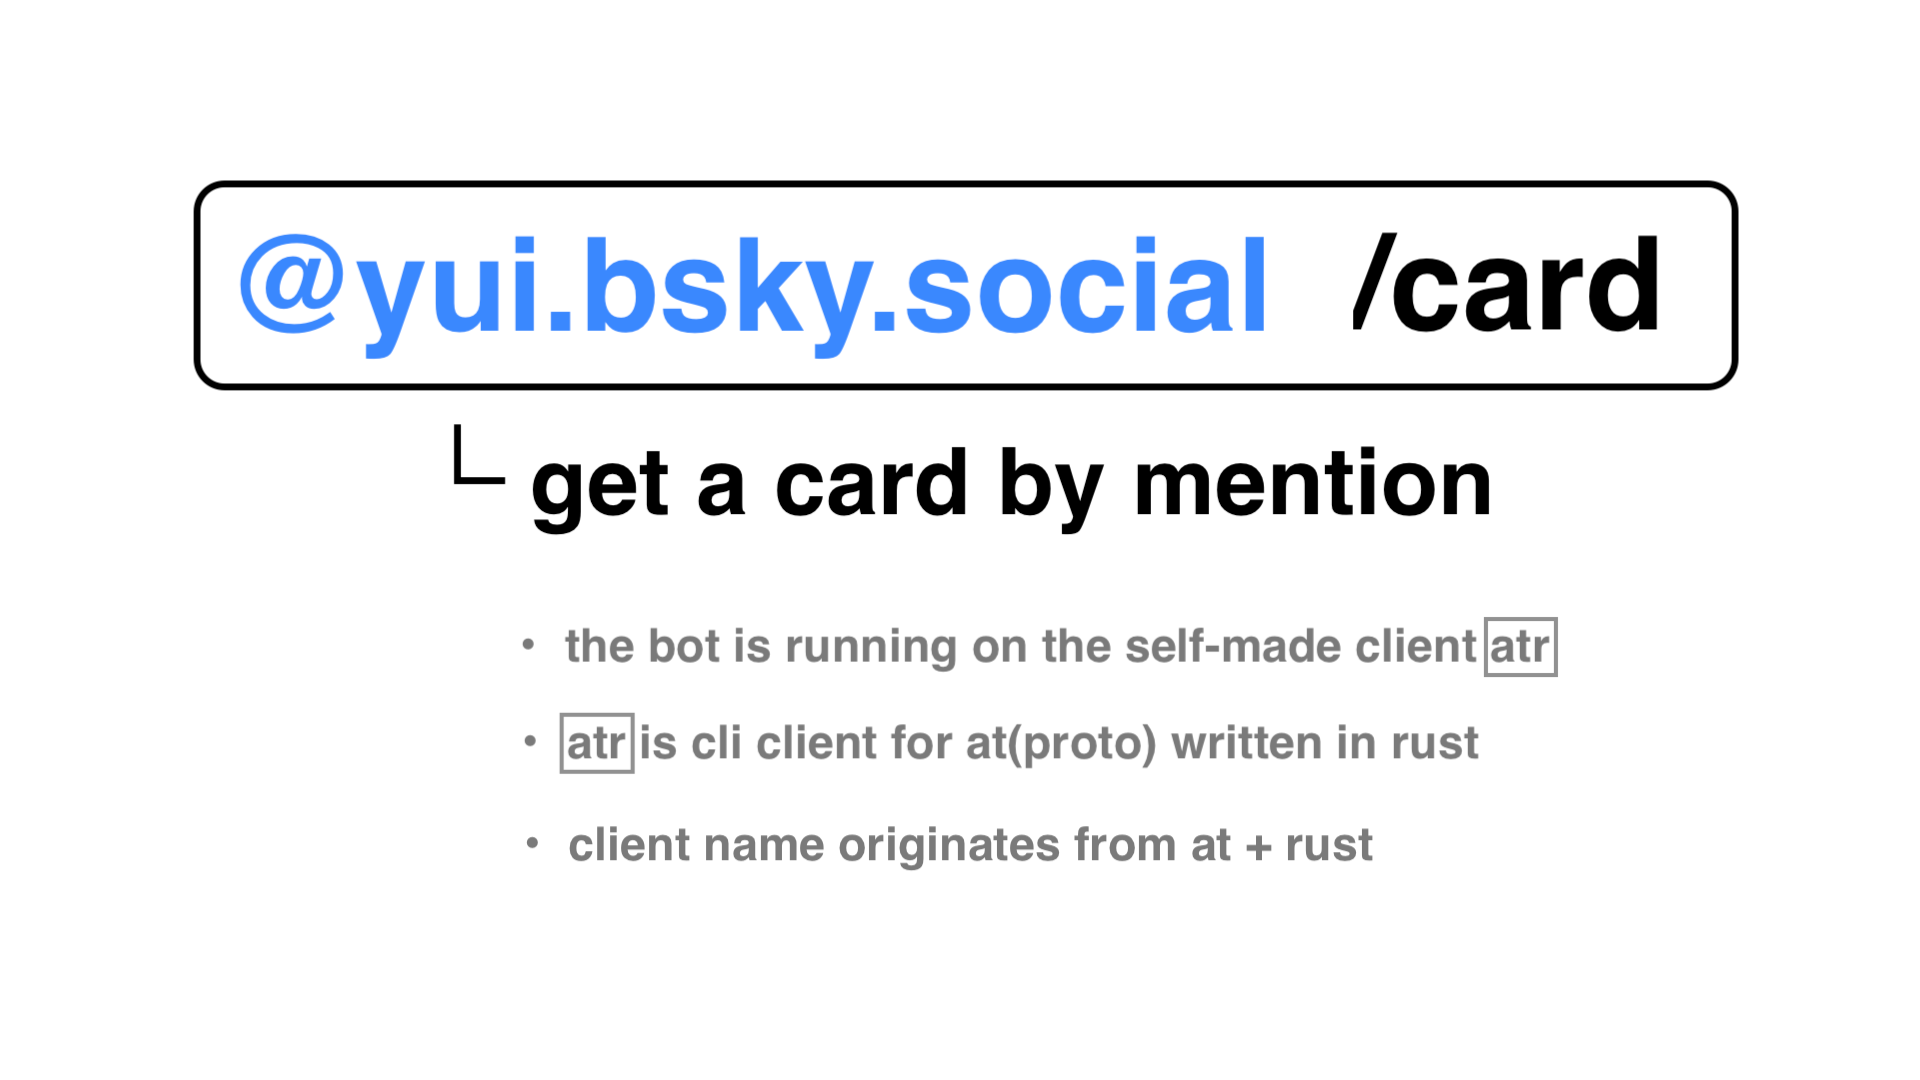 @yui.bsky.social /card
get a card by mention
• the bot is running on the self-made client atr
• atr is cli client for at(proto) written in rust
• client name originates from at + rust